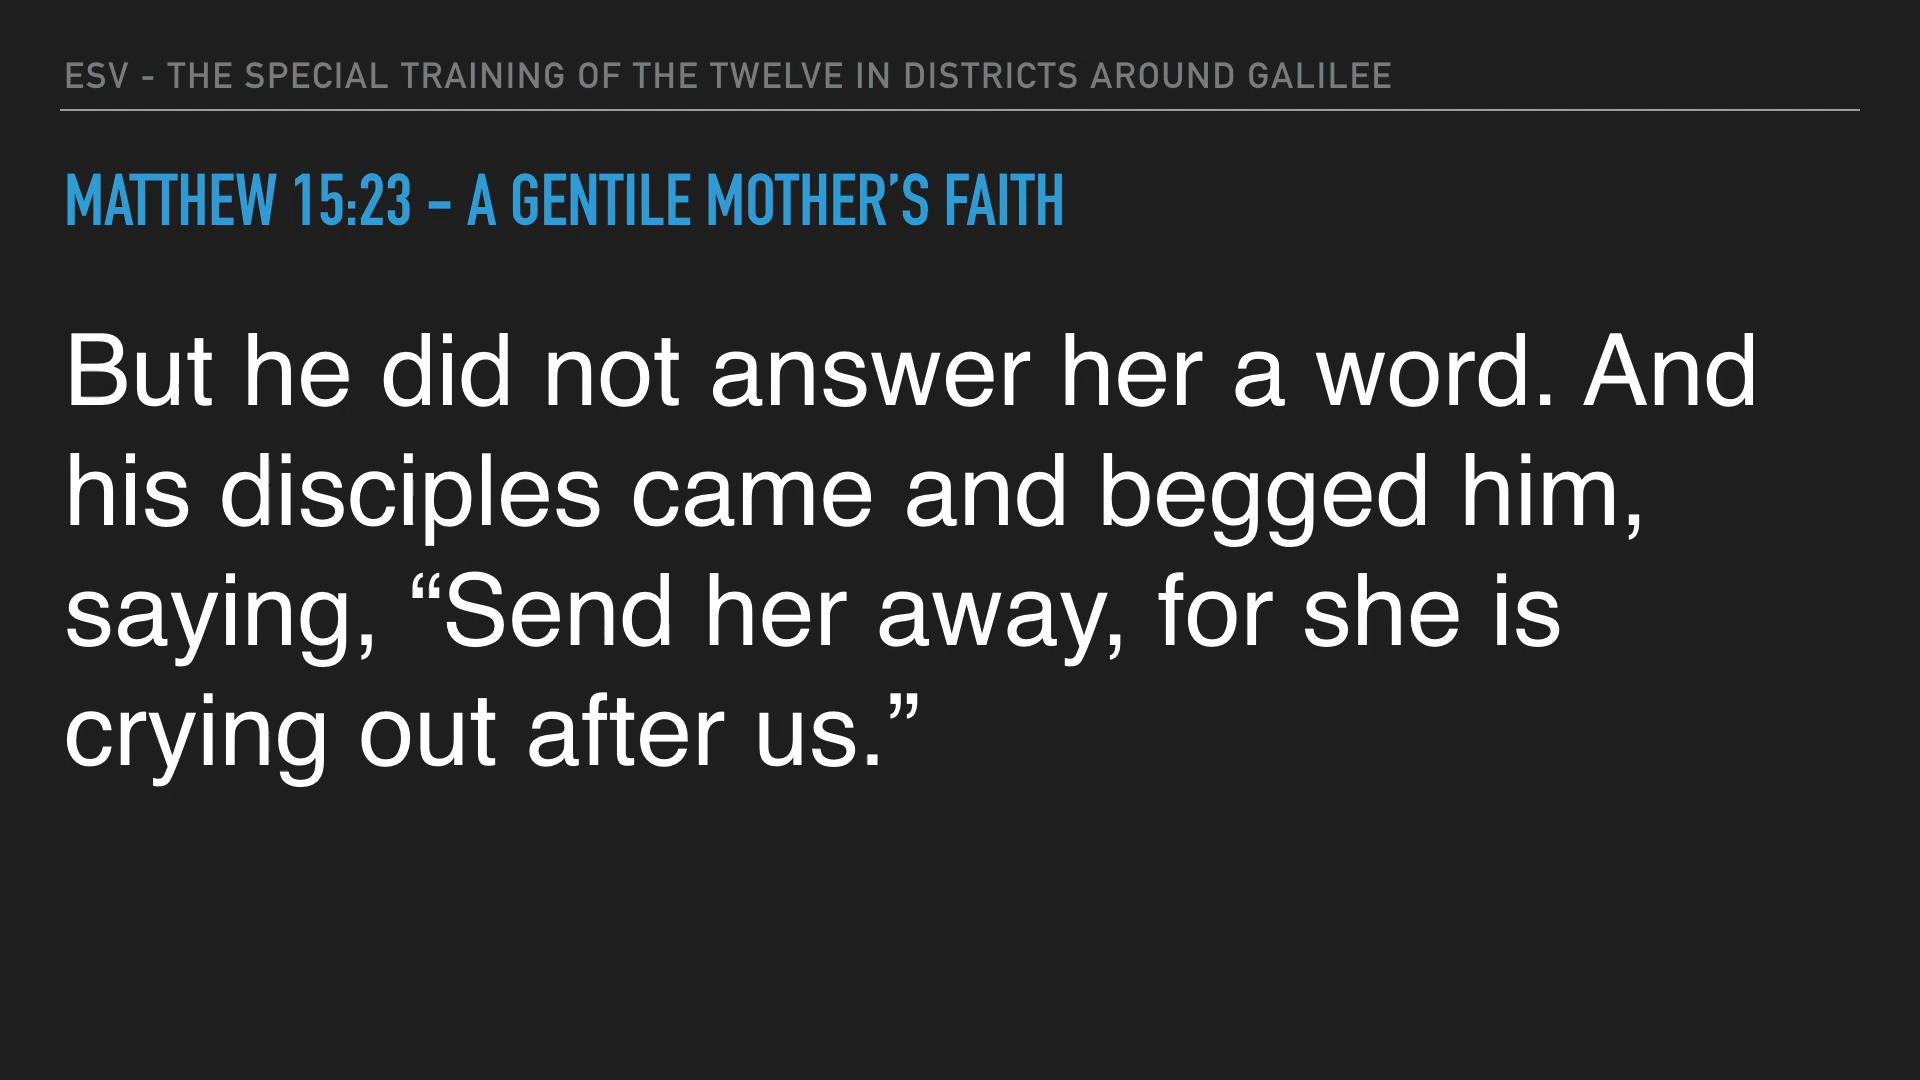 ESV - THE SPECIAL TRAINING OF THE TWELVE IN DISTRICTS AROUND GALILEE
MATTHEW 15:23 – A GENTILE MOTHER’S FAITH
But he did not answer her a word. And
his disciples came and begged him,
saying, “Send her away, for she is
crying out after us.”